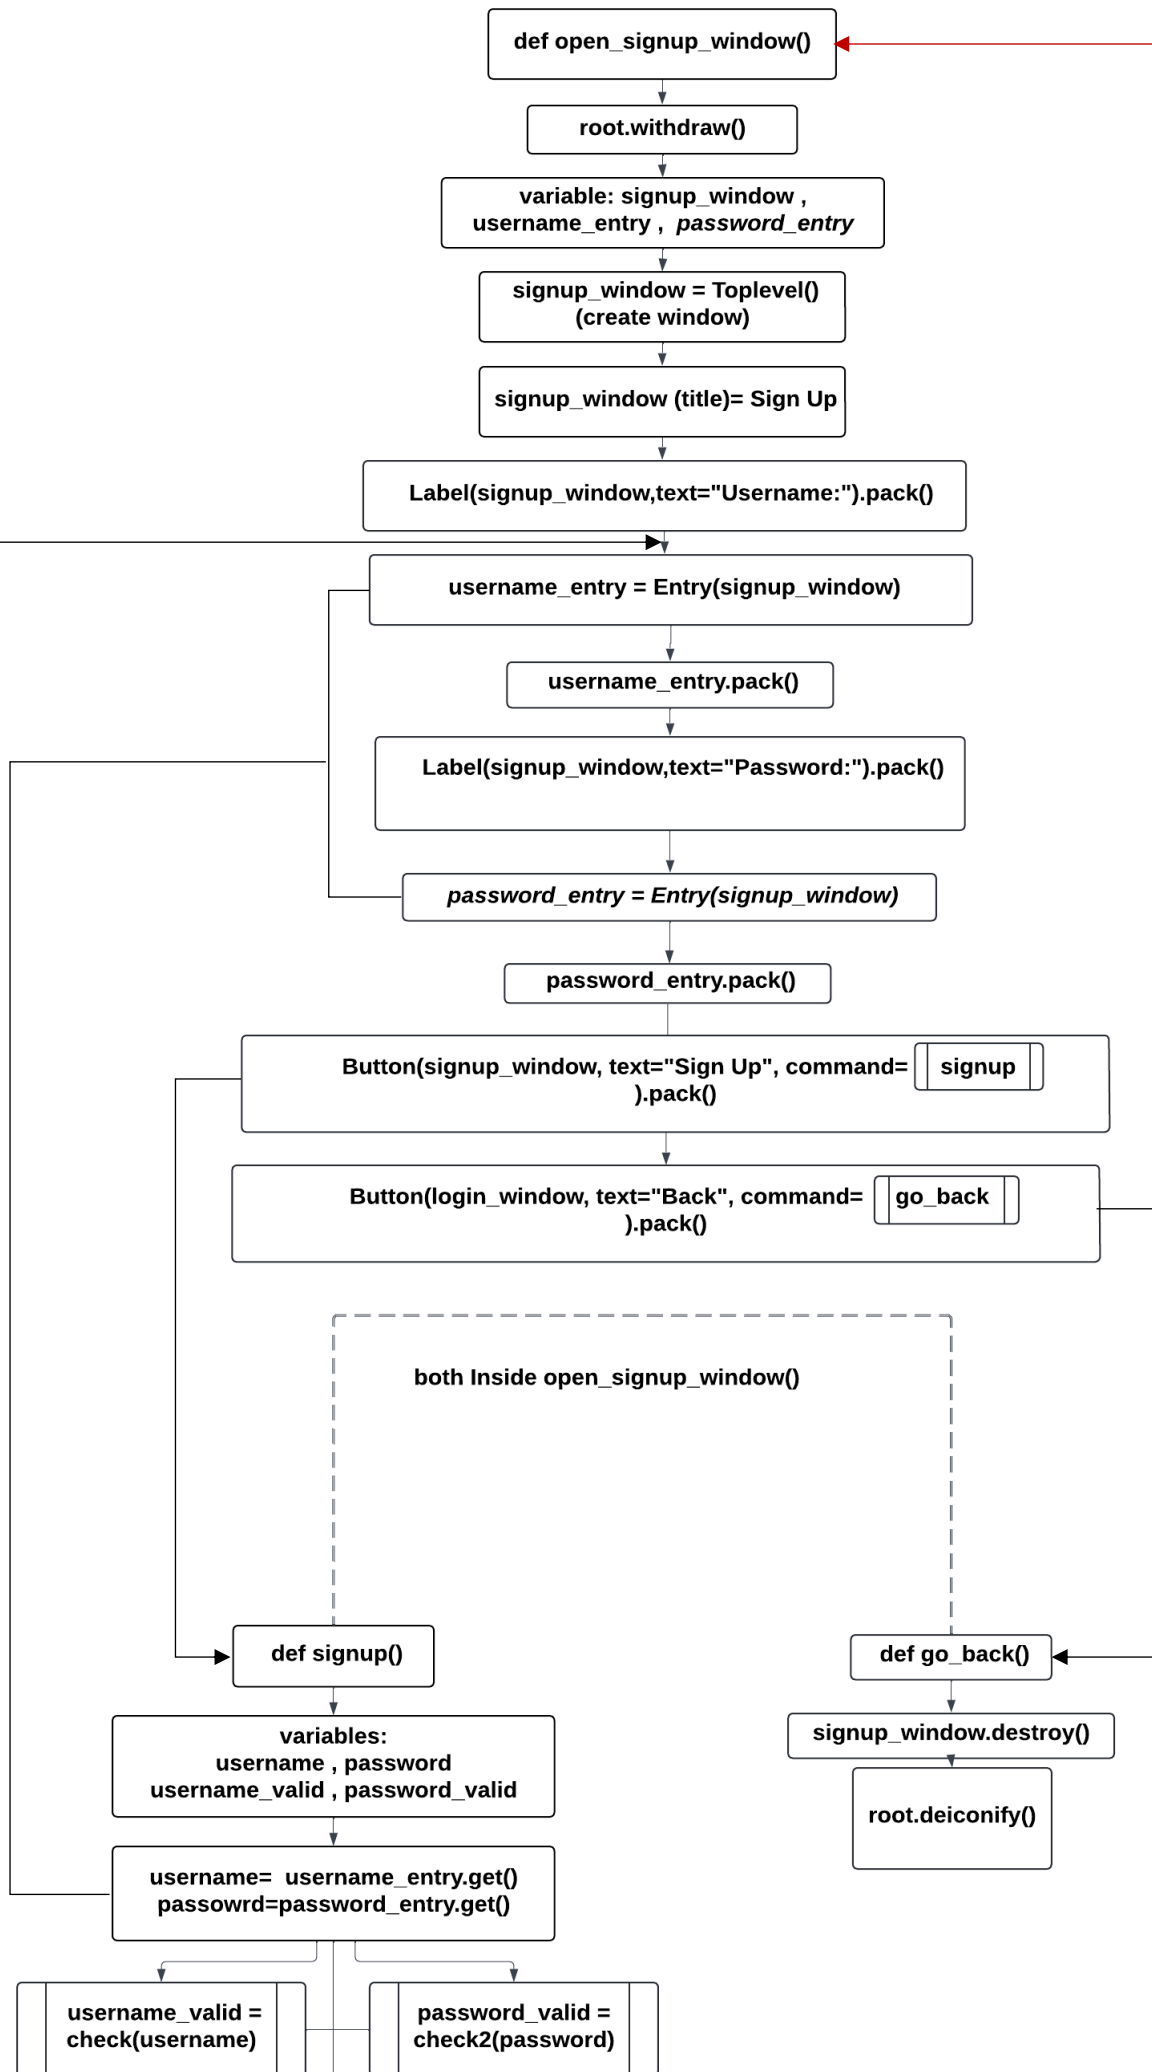 def open_signup_window()
root.withdraw()
variable: signup_window ,
username_entry , password_entry
signup_window = Toplevel()
(create window)
signup_window (title)= Sign Up
Label(signup_window,text="Username:").pack()
username_entry = Entry(signup_window)
username_entry.pack()
Label(signup_window,text="Password:").pack()
password_entry = Entry(signup_window)
password_entry.pack()
Button(signup_window, text="Sign Up", command= signup
).pack()
Button(login_window, text="Back", command= go_back
).pack()
both Inside open_signup_window()
def signup()
variables:
username , password
username_valid , password_valid
username= username_entry.get()
passowrd=password_entry.get()
username_valid =
check(username)
password_valid =
check2(password)
def go_back()
signup_window.destroy()
root.deiconify()